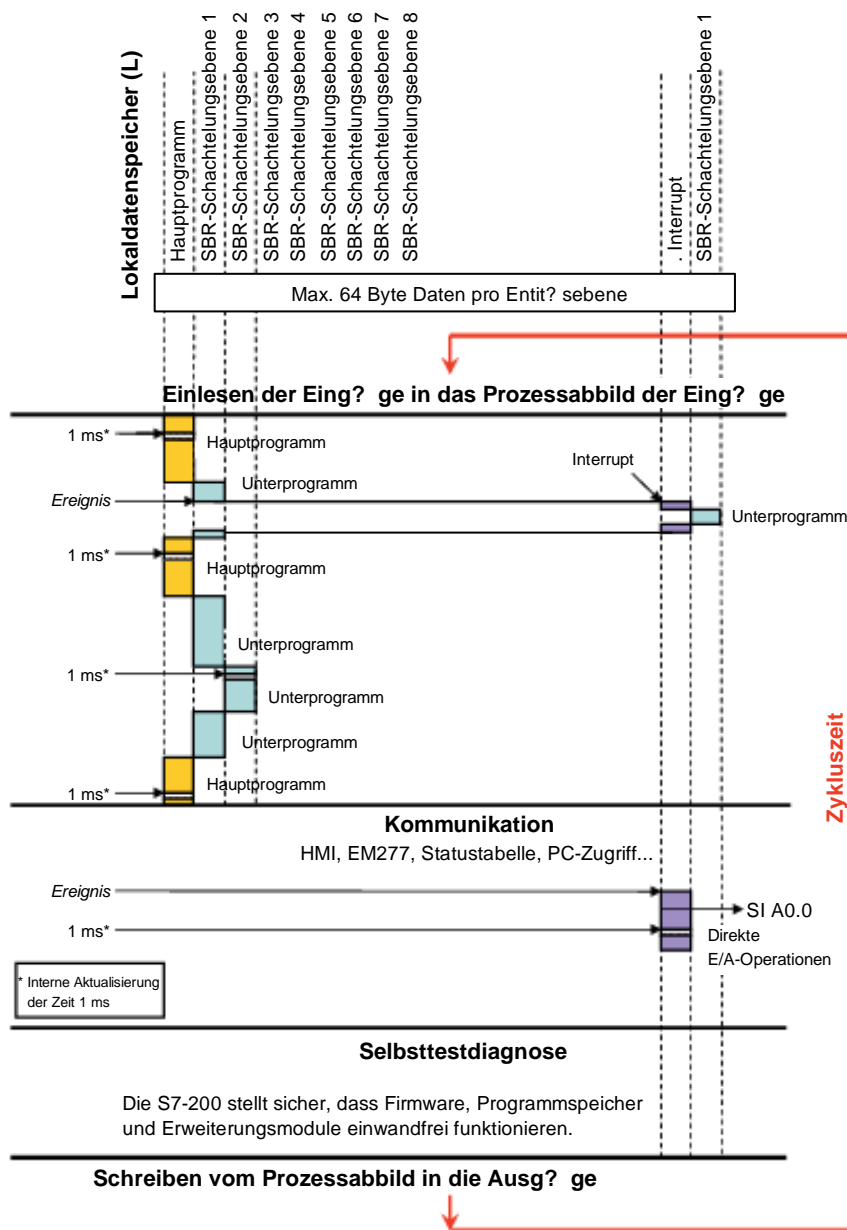 Lokaldatenspeicher (L)
Hauptprogramm
SBR-Schachtelungsebene 1
SBR-Schachtelungsebene 2
SBR-Schachtelungsebene 3
SBR-Schachtelungsebene 4
SBR-Schachtelungsebene 5
SBR-Schachtelungsebene 6
SBR-Schachtelungsebene 7
SBR-Schachtelungsebene 8
. Interrupt
SBR-Schachtelungsebene 1
Max. 64 Byte Daten pro Entit? sebene
Einlesen der Eing? ge in das Prozessabbild der Eing? ge
1 ms*
Hauptprogramm
Unterprogramm
Interrupt
Ereignis
Unterprogramm
1 ms*
Hauptprogramm
Unterprogramm
1 ms*
Unterprogramm
Unterprogramm
1 ms*
Hauptprogramm
Zykluszeit
Kommunikation
HMI, EM277, Statustabelle, PC-Zugriff...
Ereignis
SI A0.0
1 ms*
Direkte
E/A-Operationen
* Interne Aktualisierung
der Zeit 1 ms
Selbsttestdiagnose
Die S7-200 stellt sicher, dass Firmware, Programmspeicher
und Erweiterungsmodule einwandfrei funktionieren.
Schreiben vom Prozessabbild in die Ausg? ge